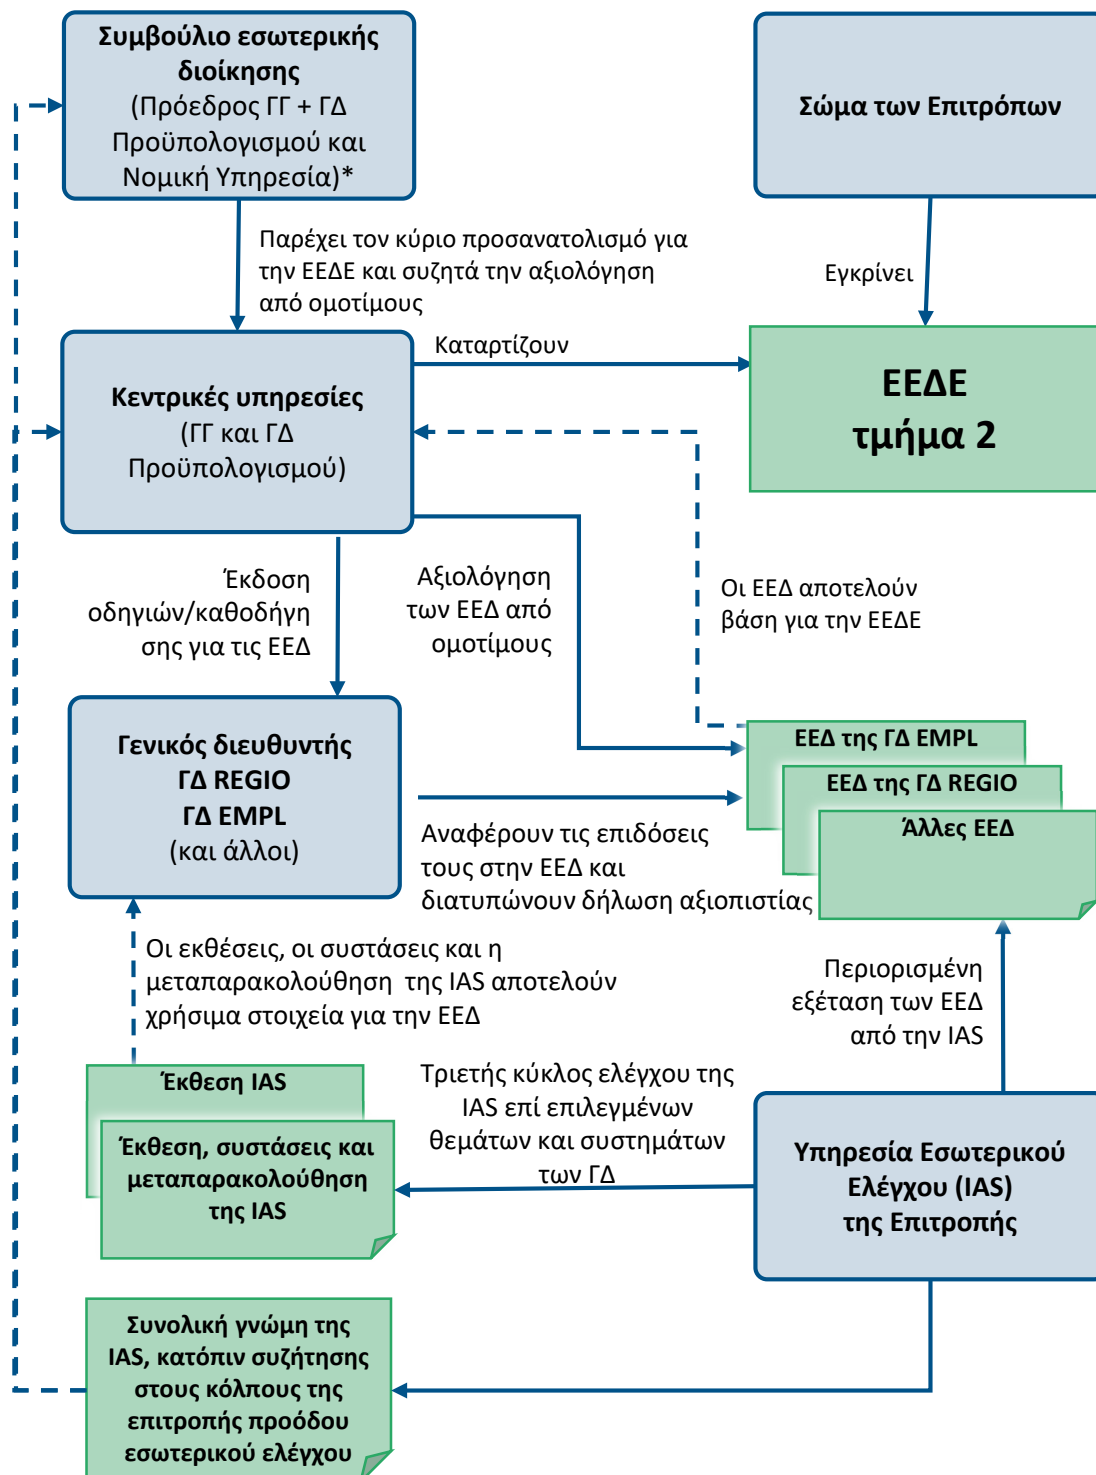 Συμβούλιο εσωτερικής
διοίκησης
(Πρόεδρος ΓΓ + ΓΔ
Προϋπολογισμού και
Νομική Υπηρεσία)*
Σώμα των Επιτρόπων
Παρέχει τον κύριο προσανατολισμό για
την ΕΕΔΕ και συζητά την αξιολόγηση
από ομοτίμους
Εγκρίνει
Κεντρικές υπηρεσίες
(ΓΓ και ΓΔ
Προϋπολογισμού)
Καταρτίζουν
ΕΕΔΕ
τμήμα 2
Έκδοση
οδηγιών/καθοδήγη
σης για τις ΕΕΔ
Αξιολόγηση
των ΕΕΔ από
ομοτίμους
Οι ΕΕΔ αποτελούν
βάση για την ΕΕΔΕ
Γενικός διευθυντής
ΓΔ REGIO
ΓΔ EMPL
(και άλλοι)
ΕΕΔ της ΓΔ EMPL
ΕΕΔ της ΓΔ REGIO
Άλλες ΕΕΔ
Αναφέρουν τις επιδόσεις
τους στην ΕΕΔ και
διατυπώνουν δήλωση αξιοπιστίας
Οι εκθέσεις, οι συστάσεις και η
μεταπαρακολούθηση της IAS αποτελούν
χρήσιμα στοιχεία για την ΕΕΔ
Περιορισμένη
εξέταση των ΕΕΔ
από την IAS
Έκθεση IAS
Έκθεση, συστάσεις και
μεταπαρακολούθηση
της IAS
Τριετής κύκλος ελέγχου της
IAS επί επιλεγμένων
θεμάτων και συστημάτων
των ΓΔ
Υπηρεσία Εσωτερικού
Ελέγχου (IAS)
της Επιτροπής
Συνολική γνώμη της
IAS, κατόπιν συζήτησης
στους κόλπους της
επιτροπής προόδου
εσωτερικού ελέγχου